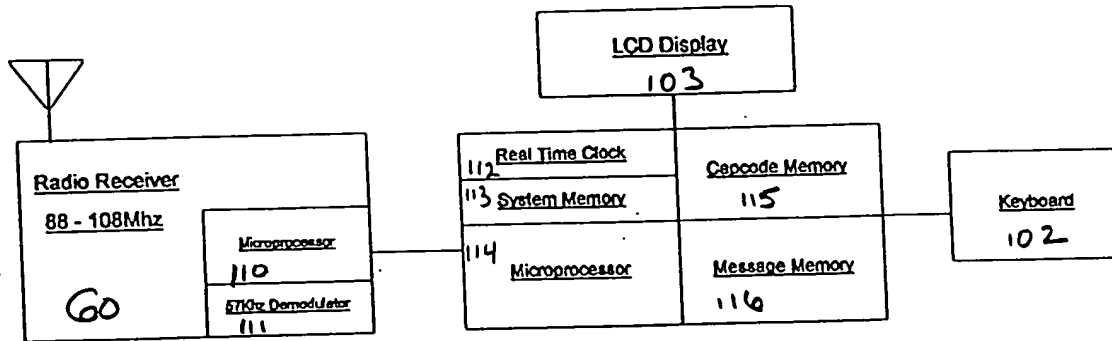 LCD Display
103
Radio Receiver
88 - 108Mhz
60
Microprocessor
110
57Khz Demodulator
111
112 Real Time Clock
113 System Memory
114
Microprocessor
Capcode Memory
115
Message Memory
116
Keyboard
102